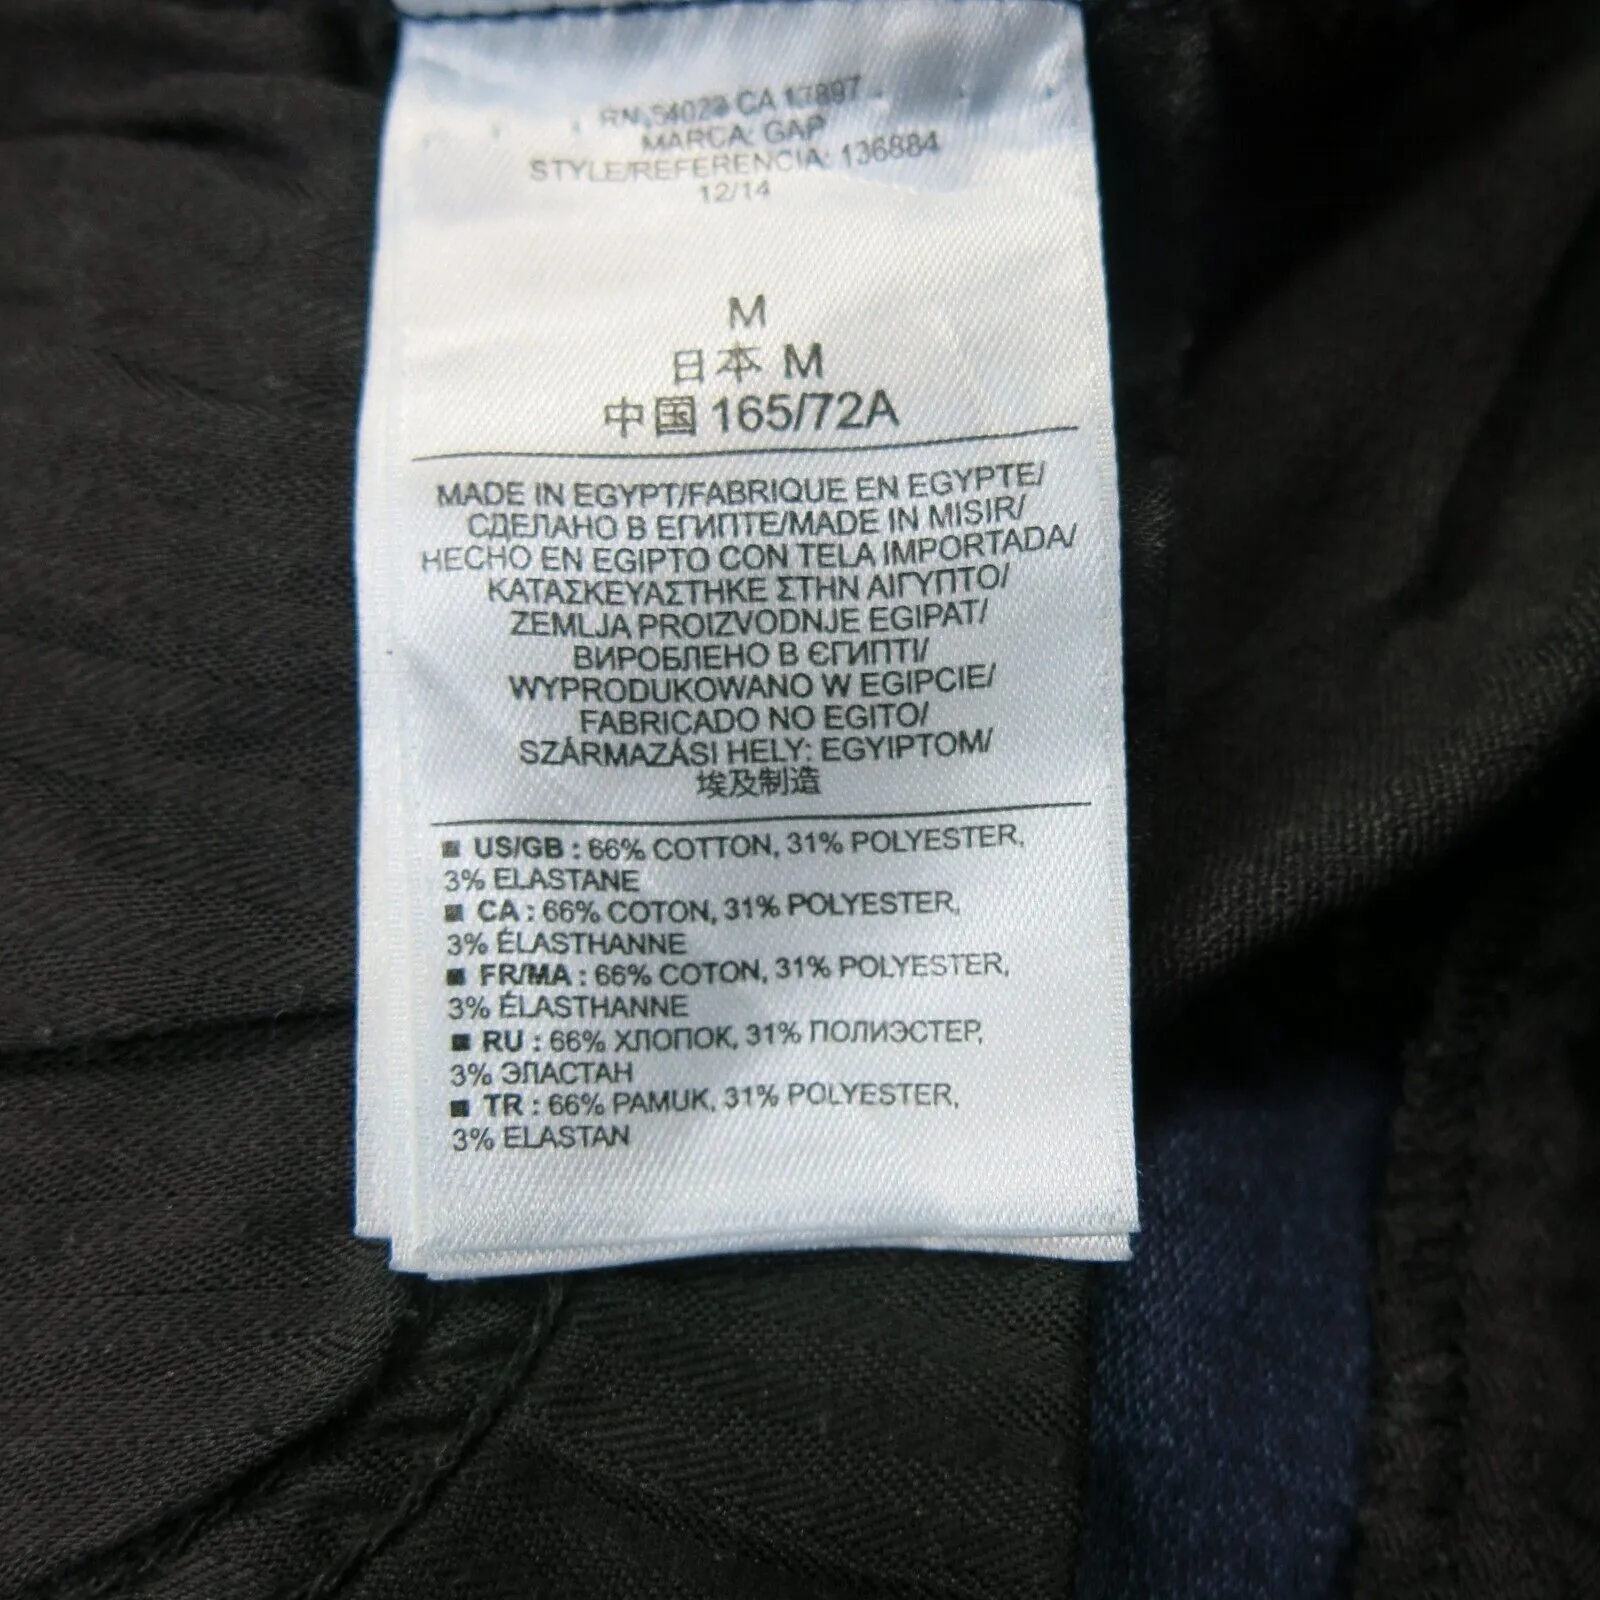 RN 54023 CA 17897
MARCA: GAP
STYLE/REFERENCIA: 136884
12/14
M
日本 M
中国 165/72A
MADE IN EGYPT/FABRIQUE EN EGYPTE/
СДЕЛАНО В ЕГИПТЕ/MADE IN MISIR/
HECHO EN EGIPTO CON TELA IMPORTADA/
ΚΑΤΑΣΚΕΥΑΣΤΗΚΕ ΣΤΗΝ ΑΙΓΥΠΤΟ/
ZEMLJA PROIZVODNJE EGIPAT/
ВИРОБЛЕНО В ЄГИПТІ/
WYPRODUKOWANO W EGIPCIE/
FABRICADO NO EGITO/
SZÁRMAZÁSI HELY: EGYIPTOM/
埃及制造
■ US/GB : 66% COTTON, 31% POLYESTER,
3% ELASTANE
■ CA : 66% COTON, 31% POLYESTER,
3% ÉLASTHANNE
■ FR/MA : 66% COTON, 31% POLYESTER,
3% ÉLASTHANNE
■ RU : 66% ХЛОПОК, 31% ПОЛИЭСТЕР,
3% ЭЛАСТАН
■ TR : 66% PAMUK, 31% POLYESTER,
3% ELASTAN